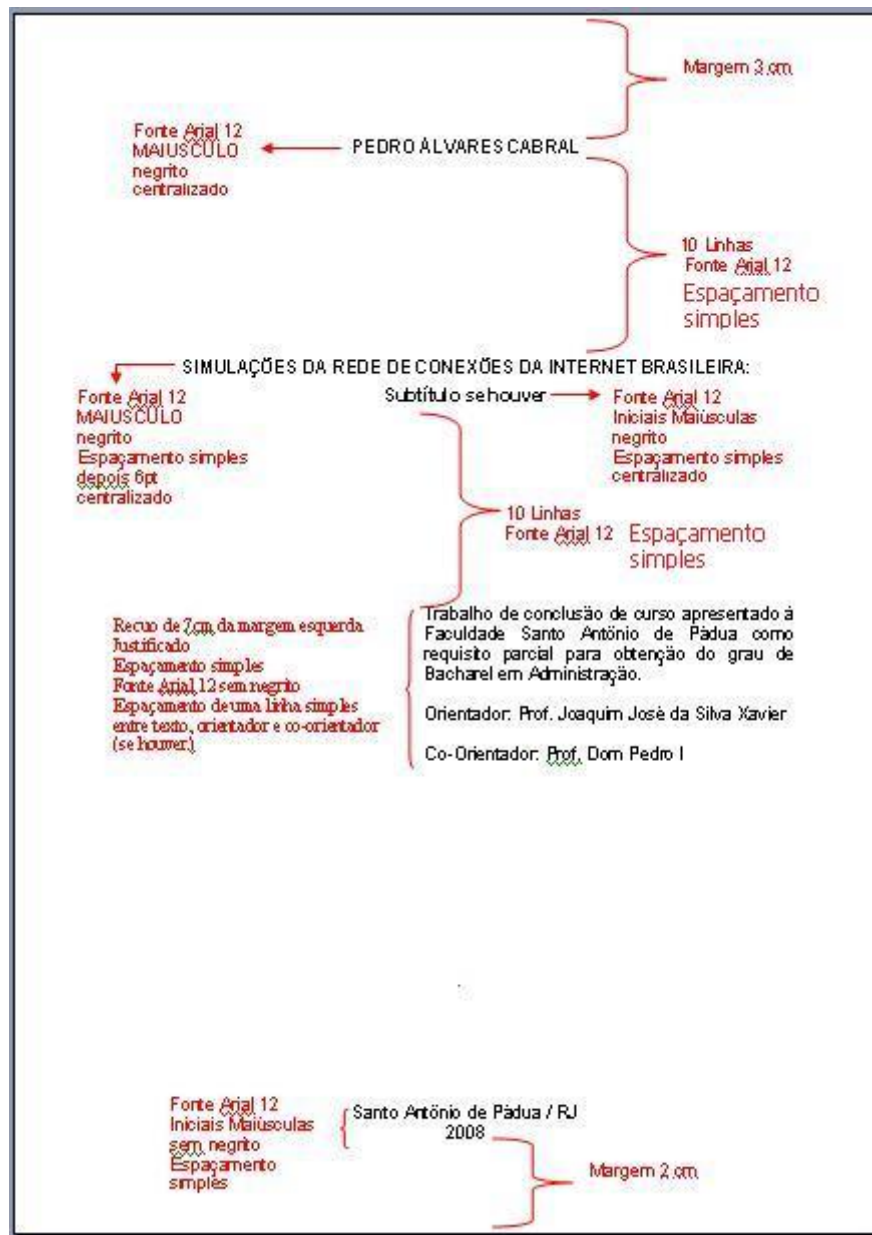 Margem 3 cm
Fonte Arial 12
MAIUSCULO
negrito
centralizado
PEDRO ÁLVARES CABRAL
10 Linhas
Fonte Arial 12
Espaçamento
simples
SIMULAÇÕES DA REDE DE CONEXÕES DA INTERNET BRASILEIRA:
Fonte Arial 12
MAIUSCULO
negrito
Espaçamento simples
depois 6pt
centralizado
Subtítulo se houver
Fonte Arial 12
Iniciais Maiúsculas
negrito
Espaçamento simples
centralizado
10 Linhas
Fonte Arial 12
Espaçamento
simples
Recuo de 7cm da margem esquerda
Justificado
Espaçamento simples
Fonte Arial 12 sem negrito
Espaçamento de uma linha simples
entre texto, orientador e co-orientador
(se houver.)
Trabalho de conclusão de curso apresentado à
Faculdade Santo Antônio de Pádua como
requisito parcial para obtenção do grau de
Bacharel em Administração.
Orientador: Prof. Joaquim José da Silva Xavier
Co-Orientador: Prof. Dom Pedro I
Fonte Arial 12
Iniciais Maiúsculas
sem negrito
Espaçamento
simples
Santo Antônio de Pádua / RJ
2008
Margem 2 cm